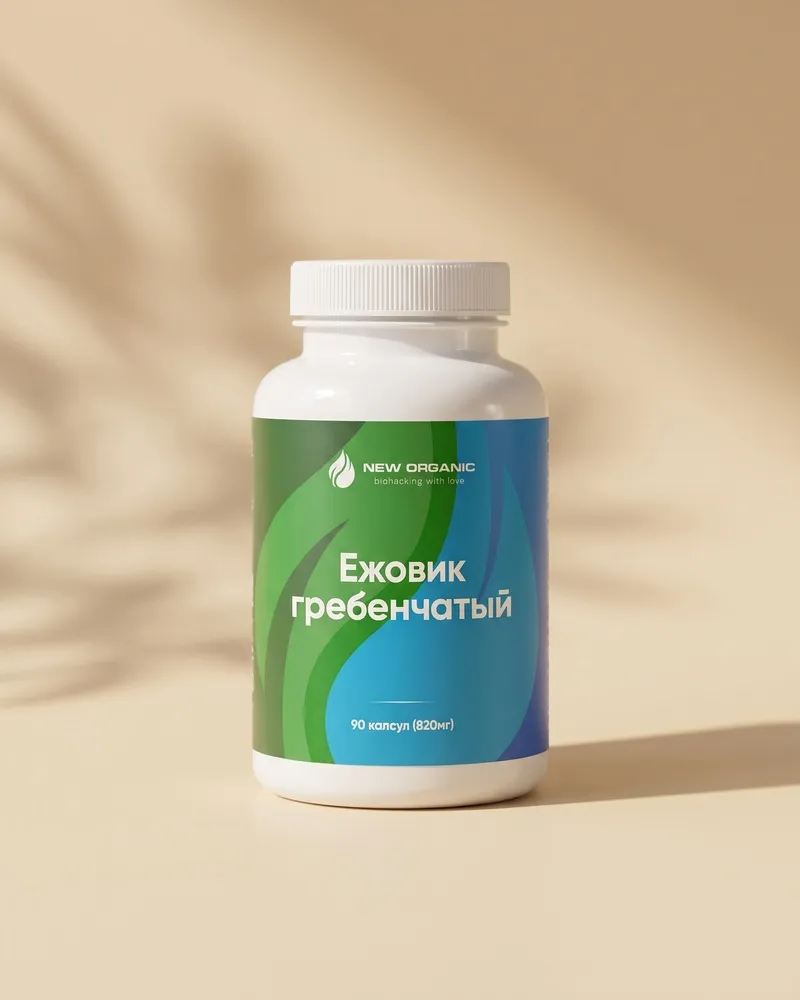 NEW ORGANIC
biohacking with love
Ежовик
гребенчатый
90 капсул (820мг)